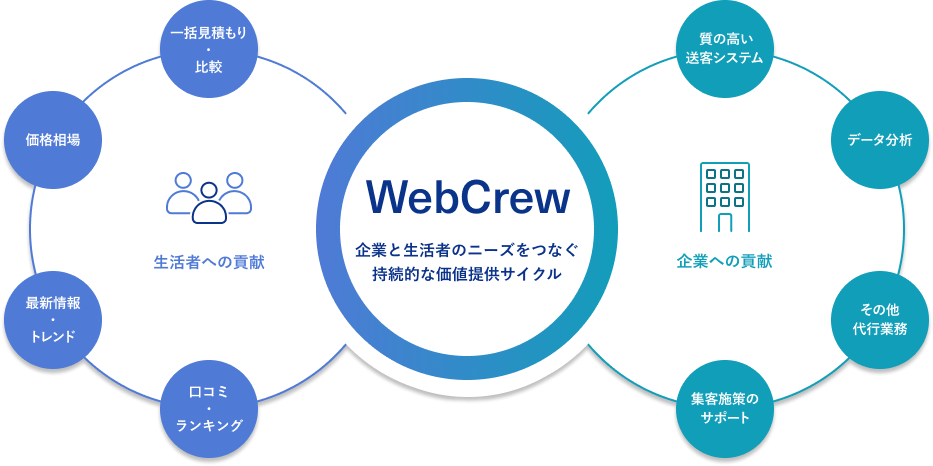 一括見積もり
・
比較
価格相場
最新情報
・
トレンド
口コミ
・
ランキング
生活者への貢献
WebCrew
企業と生活者のニーズをつなぐ
持続的な価値提供サイクル
企業への貢献
質の高い
送客システム
データ分析
その他
代行業務
集客施策の
サポート